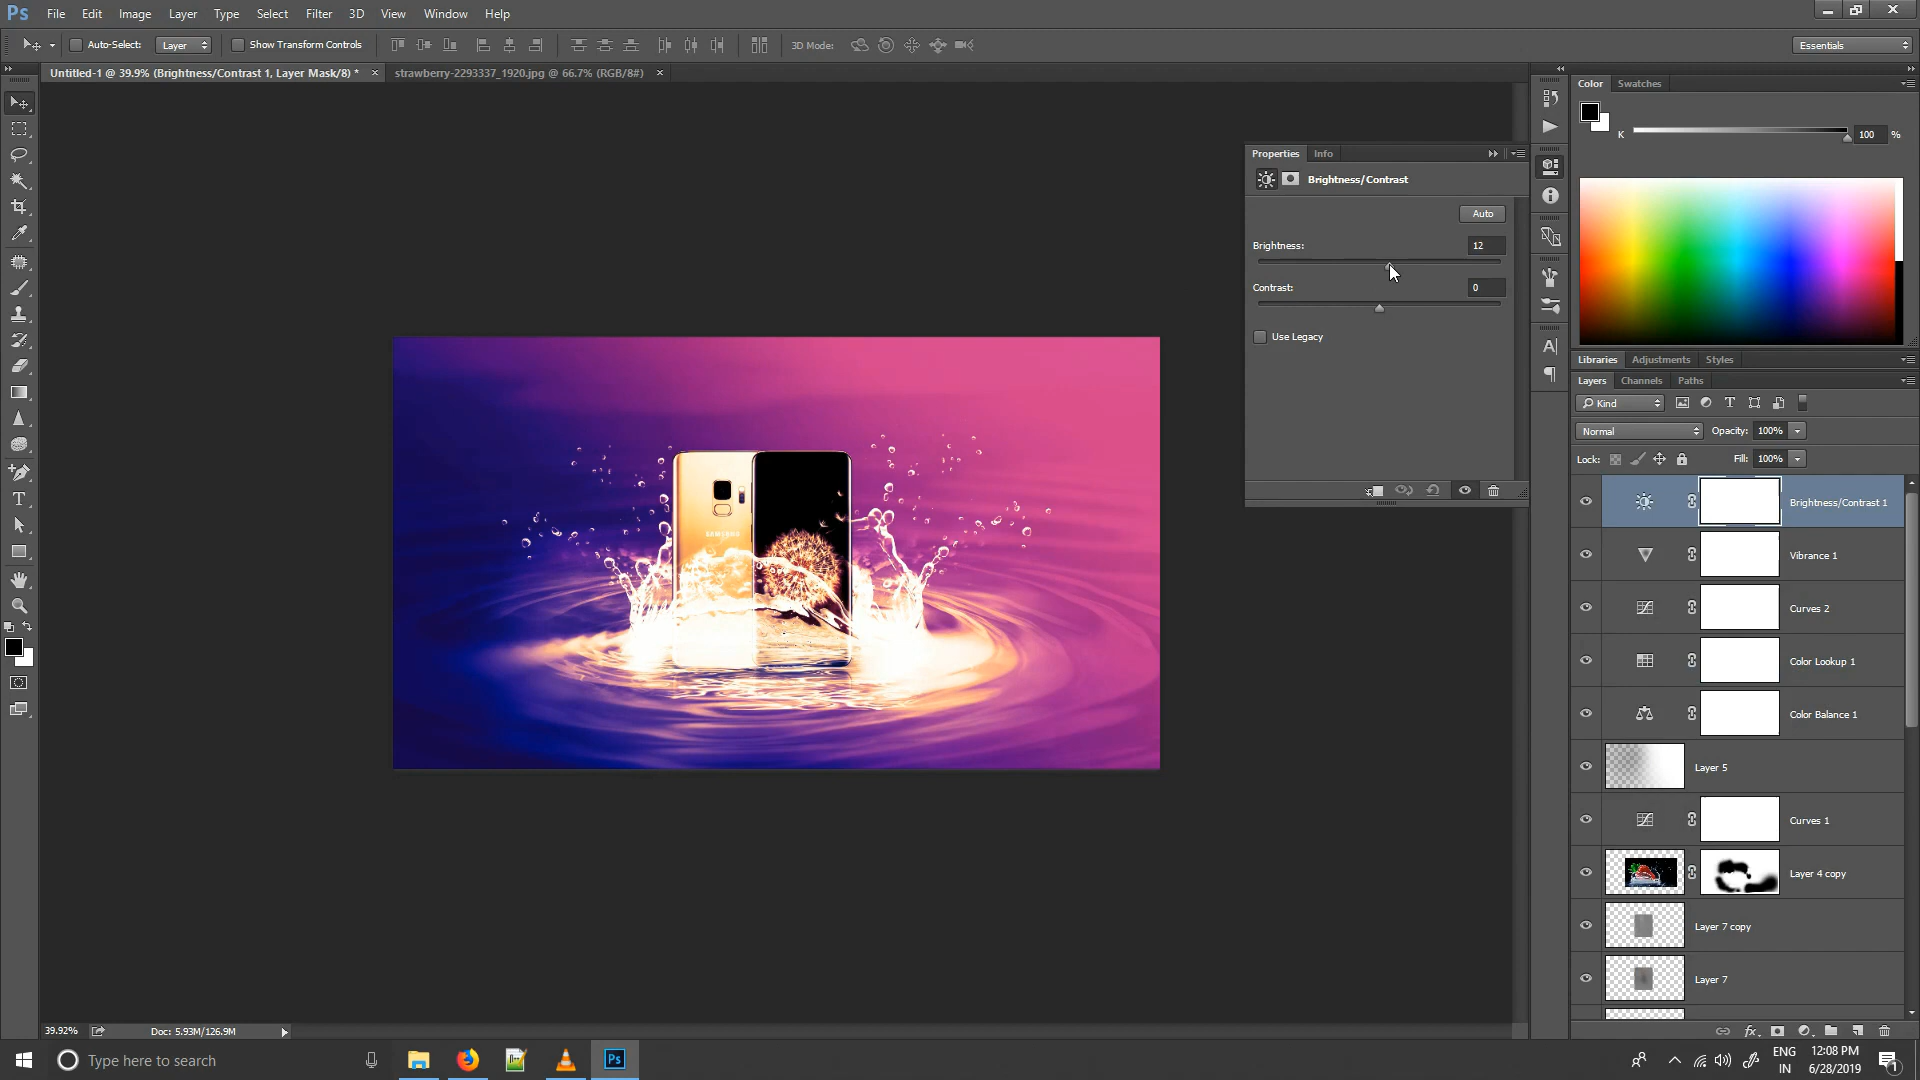 Ps File Edit Image Layer Type Select Filter 3D View Window Help
Auto-Select: Layer Show Transform Controls 3D Mode: Essentials
Untitled-1 @ 39.9% (Brightness/Contrast 1, Layer Mask/8) * × strawberry-2293337_1920.jpg @ 66.7% (RGB/8#) ×
Color Swatches
K 100 %
Properties Info
Brightness/Contrast
Auto
Brightness: 12
Contrast: 0
Use Legacy
SAMSUNG
Libraries Adjustments Styles
Layers Channels Paths
Kind
Normal Opacity: 100%
Lock: Fill: 100%
Brightness/Contrast 1
Vibrance 1
Curves 2
Color Lookup 1
Color Balance 1
Layer 5
Curves 1
Layer 4 copy
Layer 7 copy
Layer 7
39.92% Doc: 5.93M/126.9M
fx
Type here to search
Ps
ENG
IN
12:08 PM
6/28/2019
1